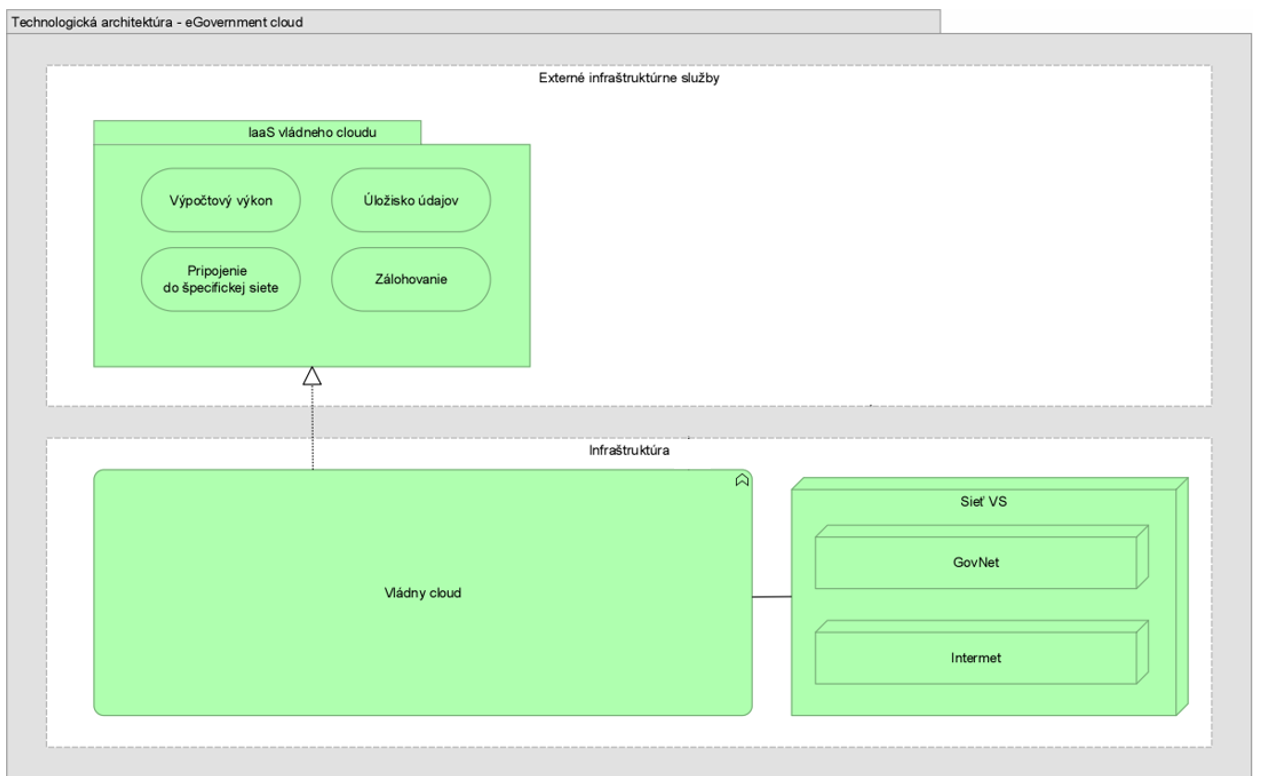 Technologická architektúra - eGovernment cloud
Externé infraštruktúrne služby
IaaS vládneho cloudu
Výpočtový výkon
Úložisko údajov
Pripojenie
do špecifickej siete
Zálohovanie
Infraštruktúra
Vládny cloud
Sieť VS
GovNet
Internet